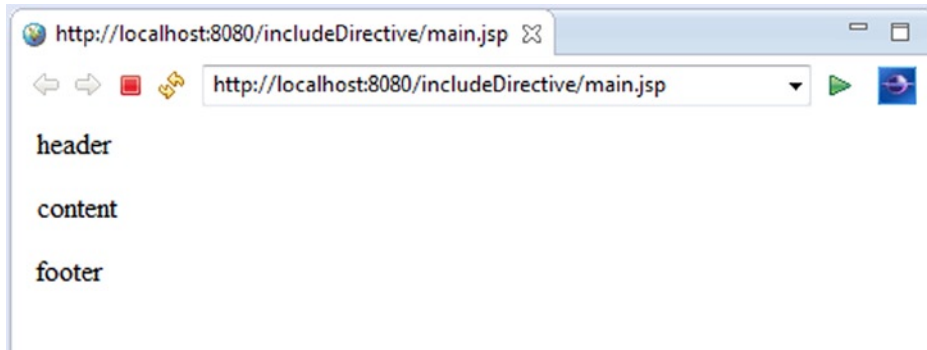 http://localhost:8080/includeDirective/main.jsp
http://localhost:8080/includeDirective/main.jsp
header
content
footer